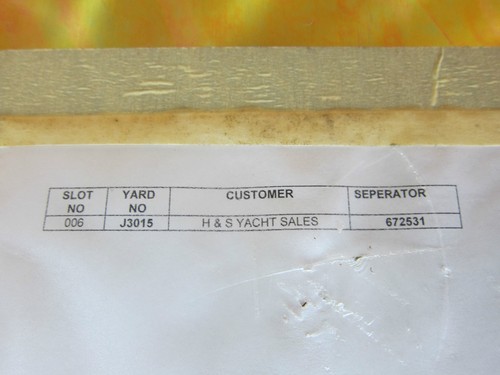 SLOT NO YARD NO CUSTOMER SEPERATOR
006 J3015 H & S YACHT SALES 672531